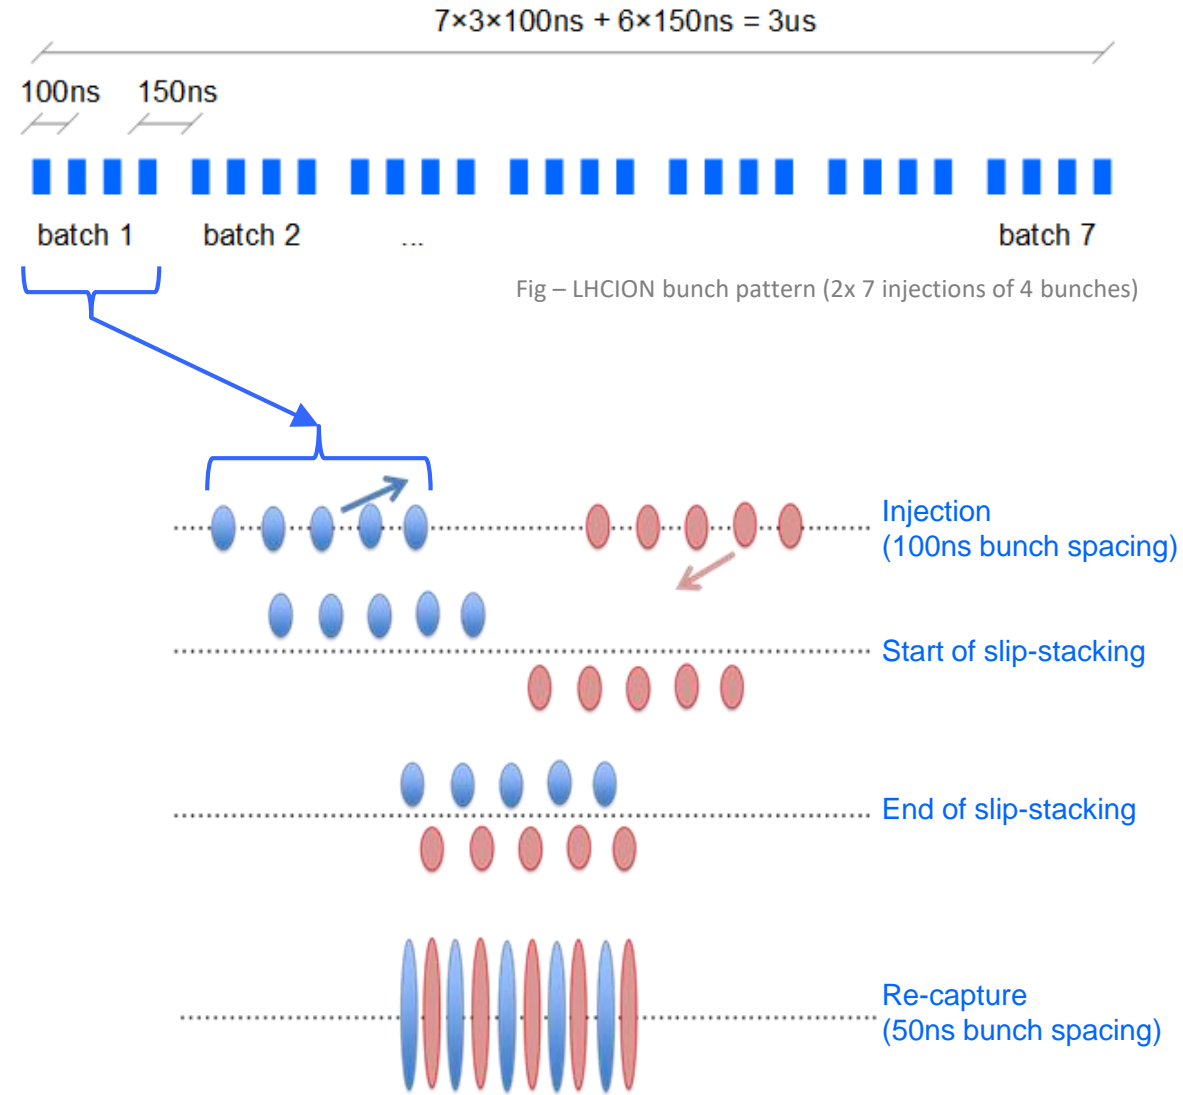 7×3×100ns + 6×150ns = 3us
100ns 150ns
batch 1 batch 2 ... batch 7
Fig – LHCION bunch pattern (2x 7 injections of 4 bunches)
Injection
(100ns bunch spacing)
Start of slip-stacking
End of slip-stacking
Re-capture
(50ns bunch spacing)